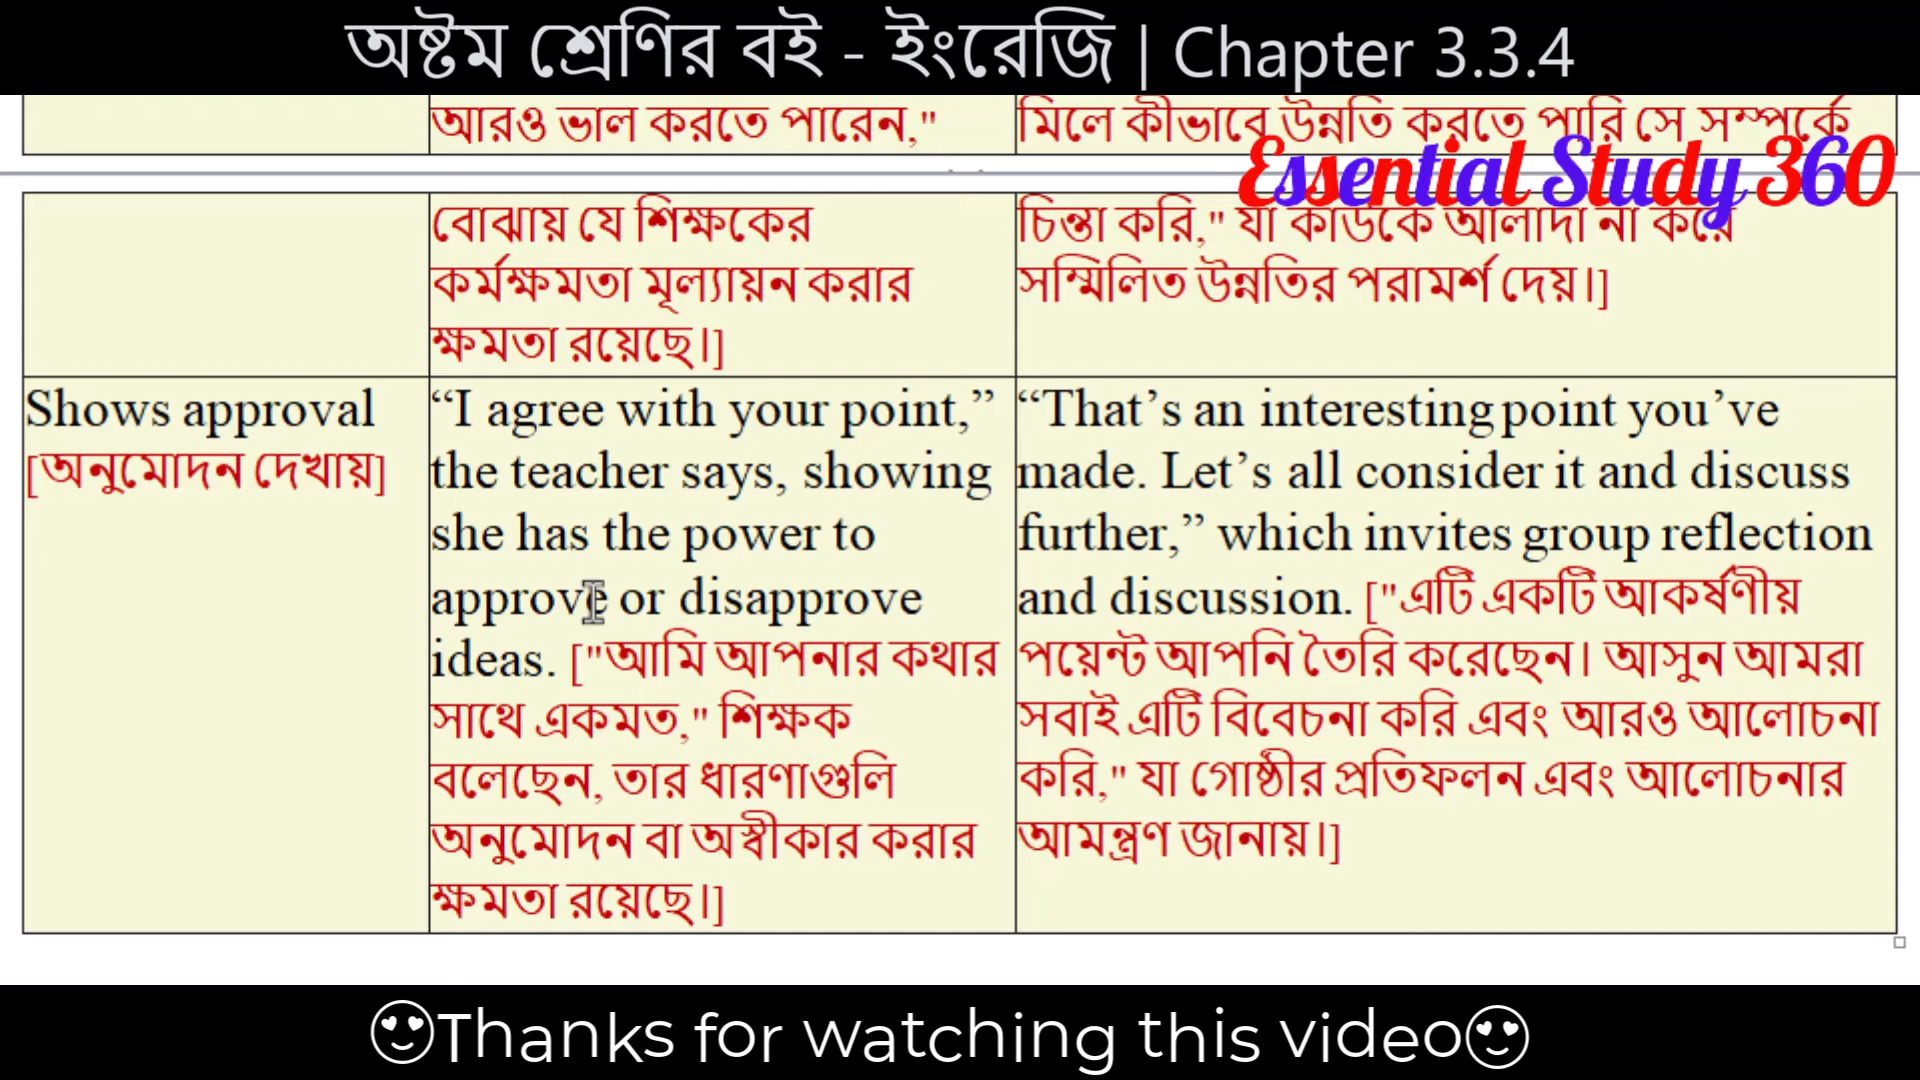 অষ্টম শ্রেণির বই - ইংরেজি | Chapter 3.3.4
আরও ভাল করতে পারেন,"
মিলে কীভাবে উন্নতি করতে পারি সে সম্পর্কে
Essential Study 360
বোঝায় যে শিক্ষকের
কর্মক্ষমতা মূল্যায়ন করার
ক্ষমতা রয়েছে।]
চিন্তা করি," যা কাউকে আলাদা না করে
সম্মিলিত উন্নতির পরামর্শ দেয়।]
Shows approval
[অনুমোদন দেখায়]
“I agree with your point,”
the teacher says, showing
she has the power to
approve or disapprove
ideas. ["আমি আপনার কথার
সাথে একমত," শিক্ষক
বলেছেন, তার ধারণাগুলি
অনুমোদন বা অস্বীকার করার
ক্ষমতা রয়েছে।]
“That’s an interesting point you’ve
made. Let’s all consider it and discuss
further,” which invites group reflection
and discussion. ["এটি একটি আকর্ষণীয়
পয়েন্ট আপনি তৈরি করেছেন। আসুন আমরা
সবাই এটি বিবেচনা করি এবং আরও আলোচনা
করি," যা গোষ্ঠীর প্রতিফলন এবং আলোচনার
আমন্ত্রণ জানায়।]
Thanks for watching this video